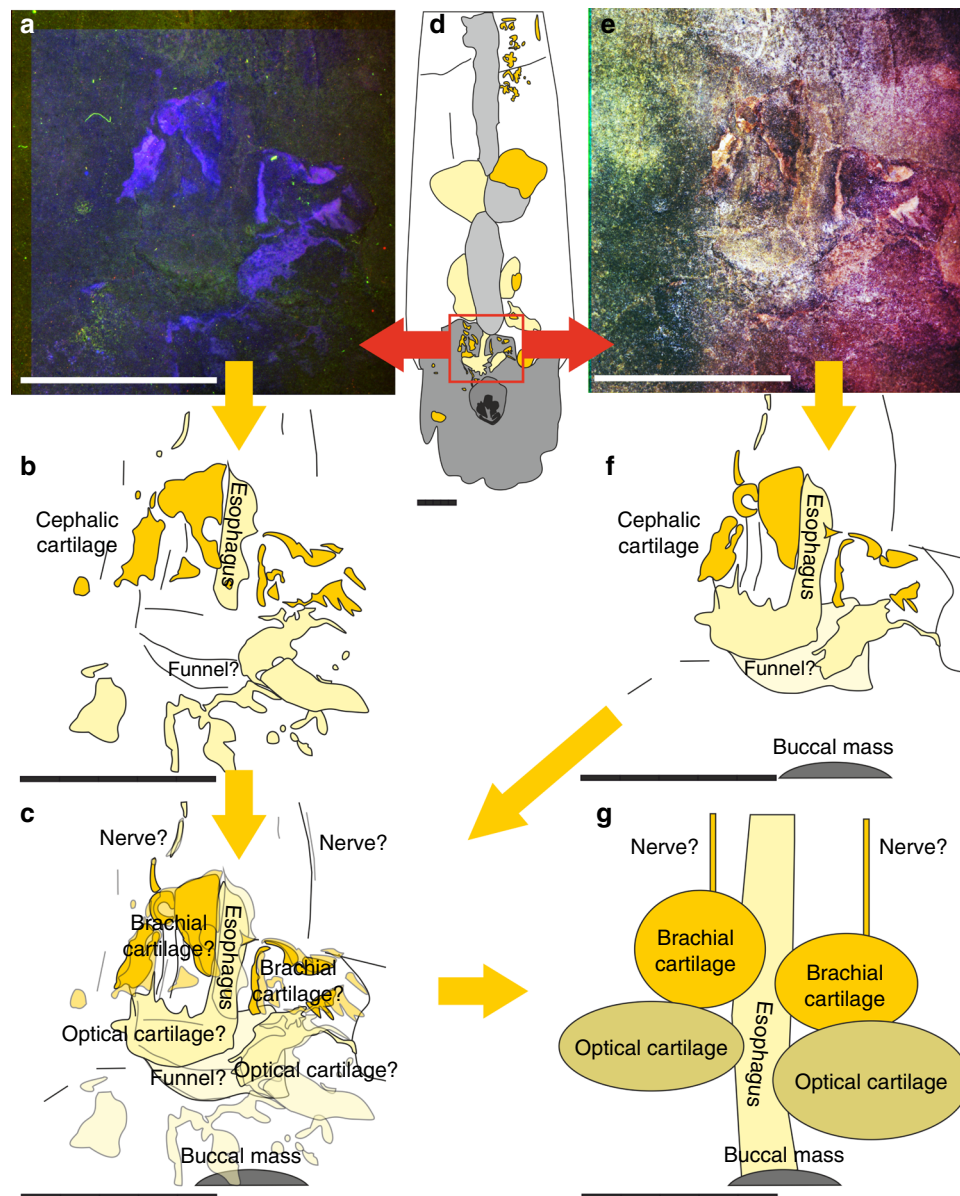 a
d
e
b
Cephalic
cartilage
Esophagus
Funnel?
f
Cephalic
cartilage
Esophagus
Funnel?
Buccal mass
c
Nerve?
Nerve?
Brachial
cartilage?
Esophagus
Brachial
cartilage?
Optical cartilage?
Funnel?
Optical cartilage?
Buccal mass
g
Nerve?
Nerve?
Brachial
cartilage
Brachial
cartilage
Esophagus
Optical cartilage
Optical cartilage
Buccal mass